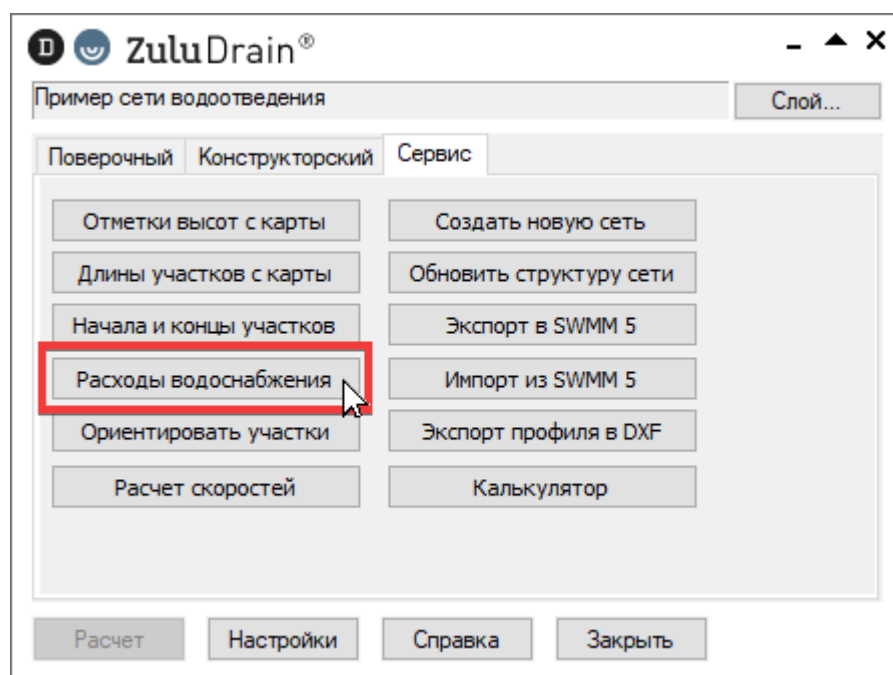 D ZuluDrain®
Пример сети водоотведения
Слой...
Поверочный Конструкторский Сервис
Отметки высот с карты Создать новую сеть
Длины участков с карты Обновить структуру сети
Начала и концы участков Экспорт в SWMM 5
Расходы водоснабжения Импорт из SWMM 5
Ориентировать участки Экспорт профиля в DXF
Расчет скоростей Калькулятор
Расчет Настройки Справка Закрыть